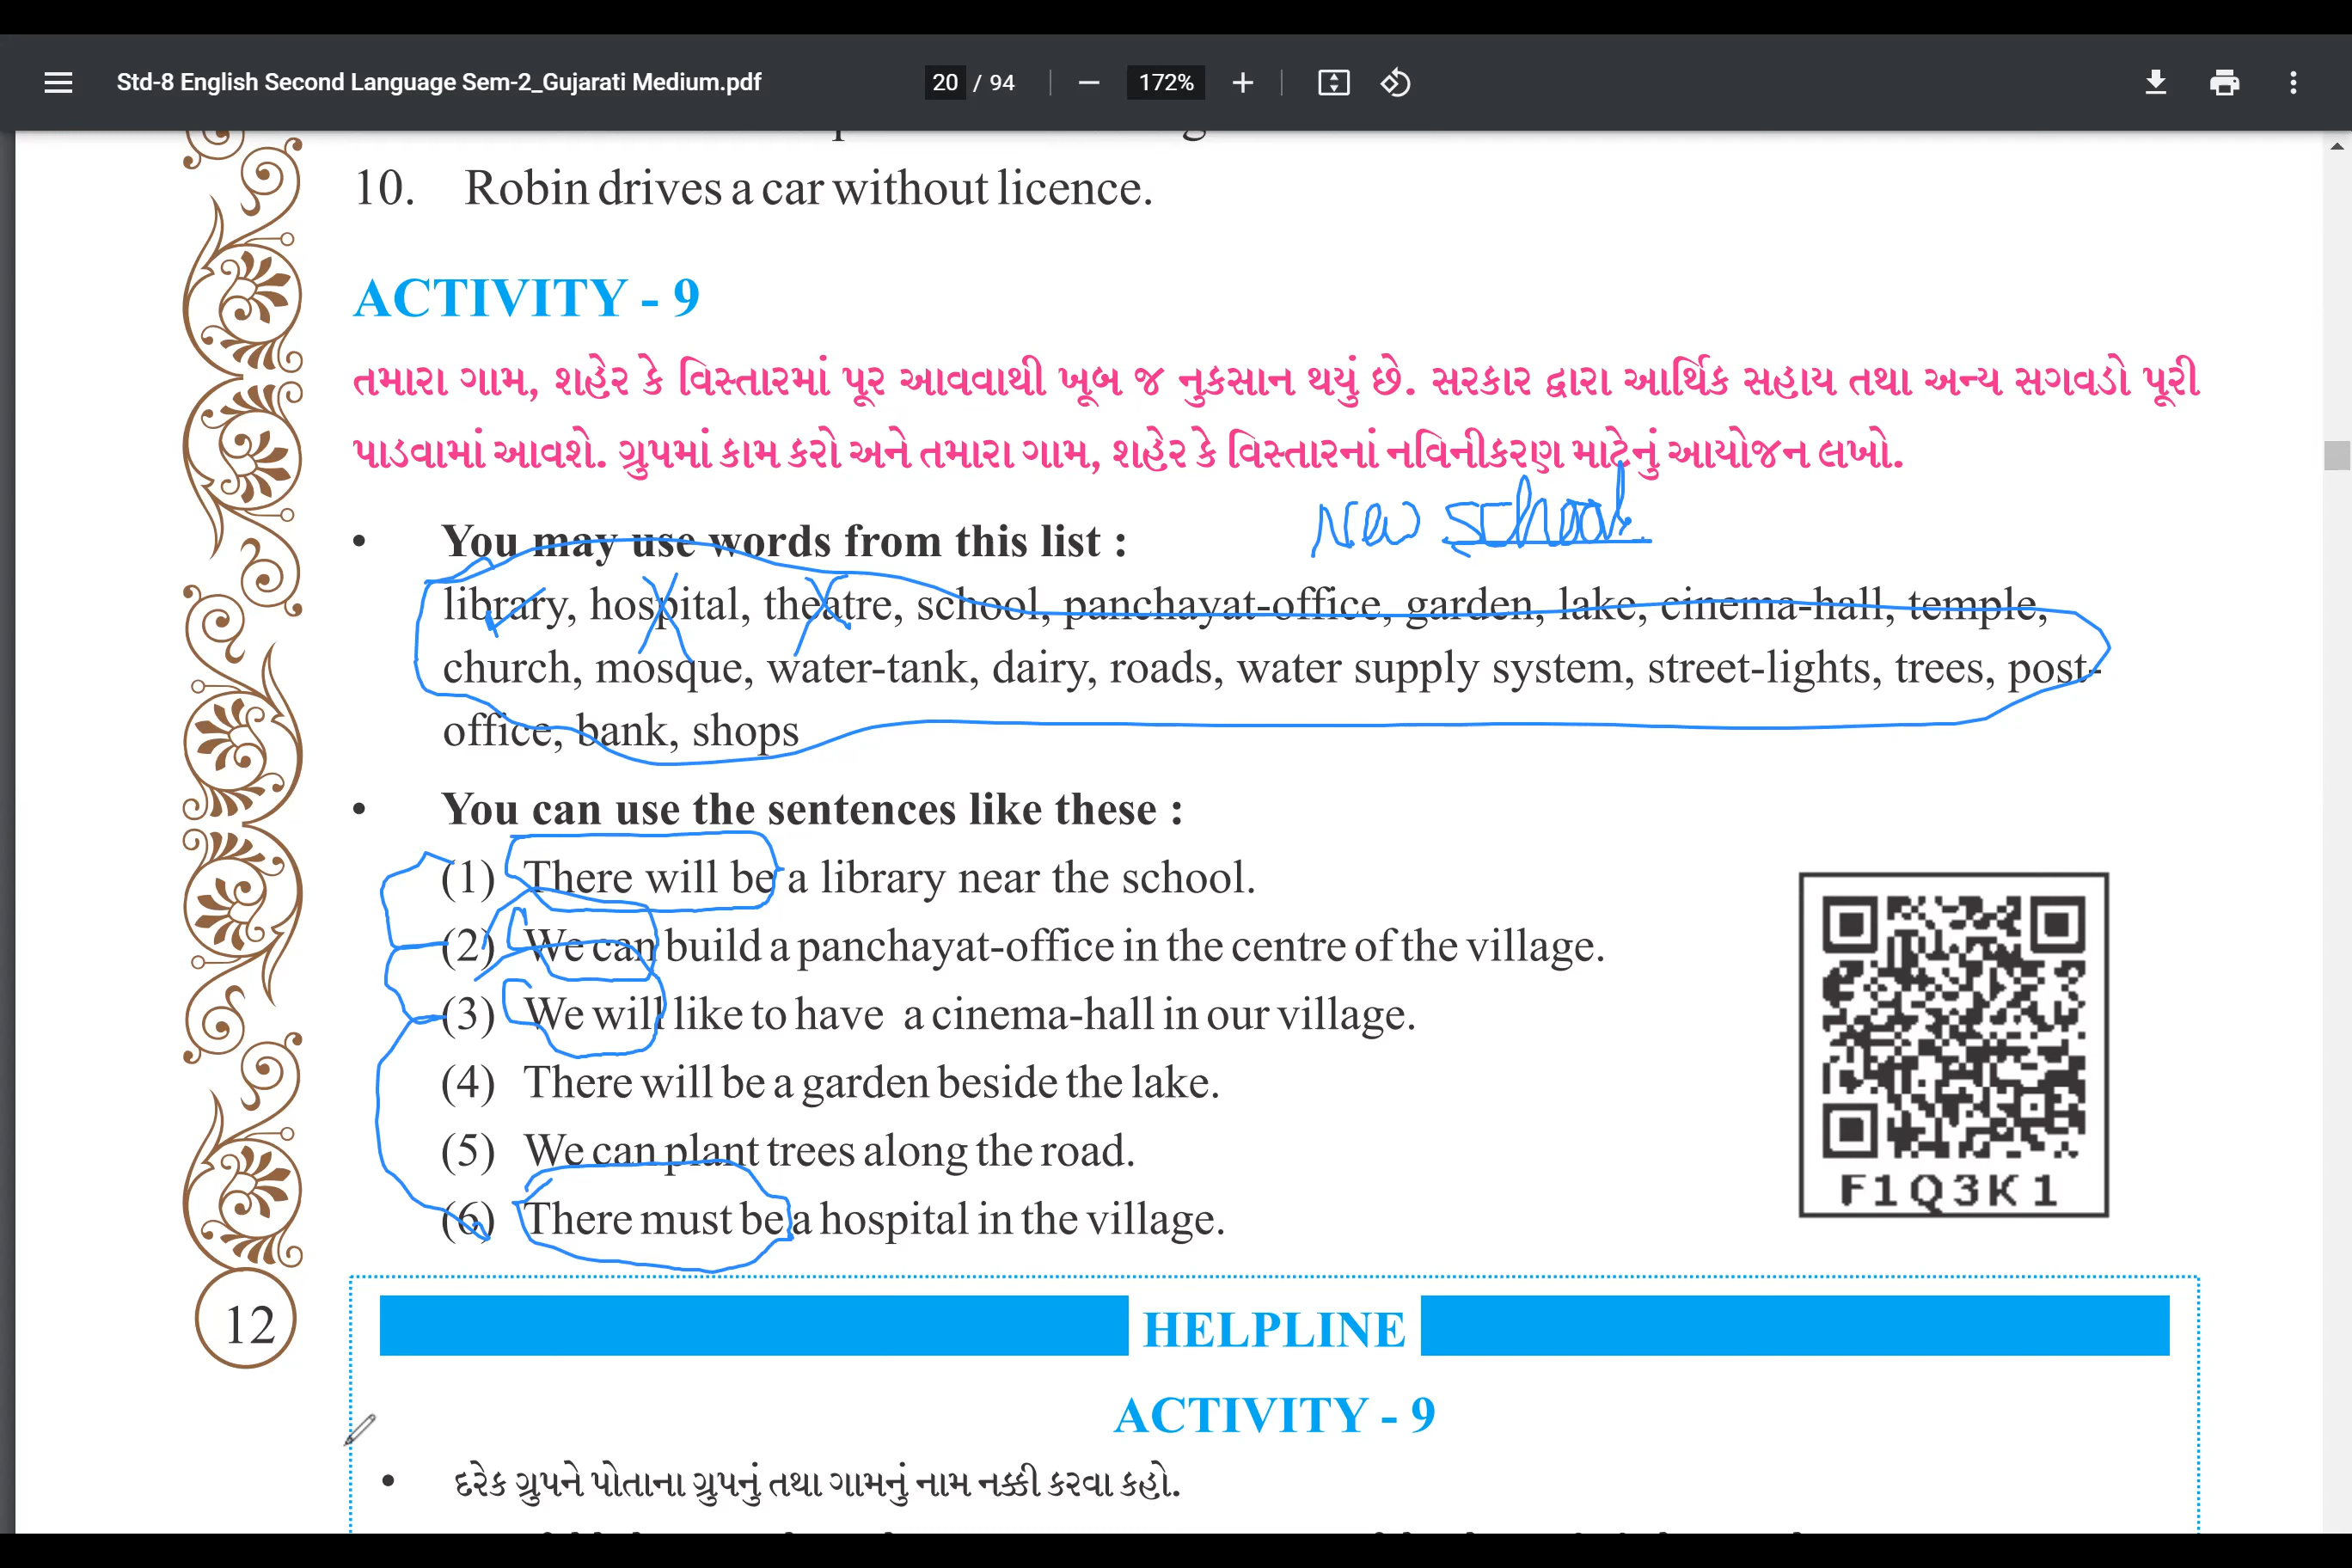 Std-8 English Second Language Sem-2_Gujarati Medium.pdf 20 / 94 172%
10. Robin drives a car without licence.
ACTIVITY - 9
તમારા ગામ, શહેર કે વિસ્તારમાં પૂર આવવાથી ખૂબ જ નુકસાન થયું છે. સરકાર દ્વારા આર્થિક સહાય તથા અન્ય સગવડો પૂરી
પાડવામાં આવશે. ગ્રુપમાં કામ કરો અને તમારા ગામ, શહેર કે વિસ્તારનાં નવિનીકરણ માટેનું આયોજન લખો.
New school
• You may use words from this list :
library, hospital, theatre, school, panchayat-office, garden, lake, cinema-hall, temple,
church, mosque, water-tank, dairy, roads, water supply system, street-lights, trees, post-
office, bank, shops
• You can use the sentences like these :
(1) There will be a library near the school.
(2) We can build a panchayat-office in the centre of the village.
(3) We will like to have a cinema-hall in our village.
(4) There will be a garden beside the lake.
(5) We can plant trees along the road.
(6) There must be a hospital in the village.
F1Q3K1
12
HELPLINE
ACTIVITY - 9
• દરેક ગ્રુપને પોતાના ગ્રુપનું તથા ગામનું નામ નક્કી કરવા કહો.